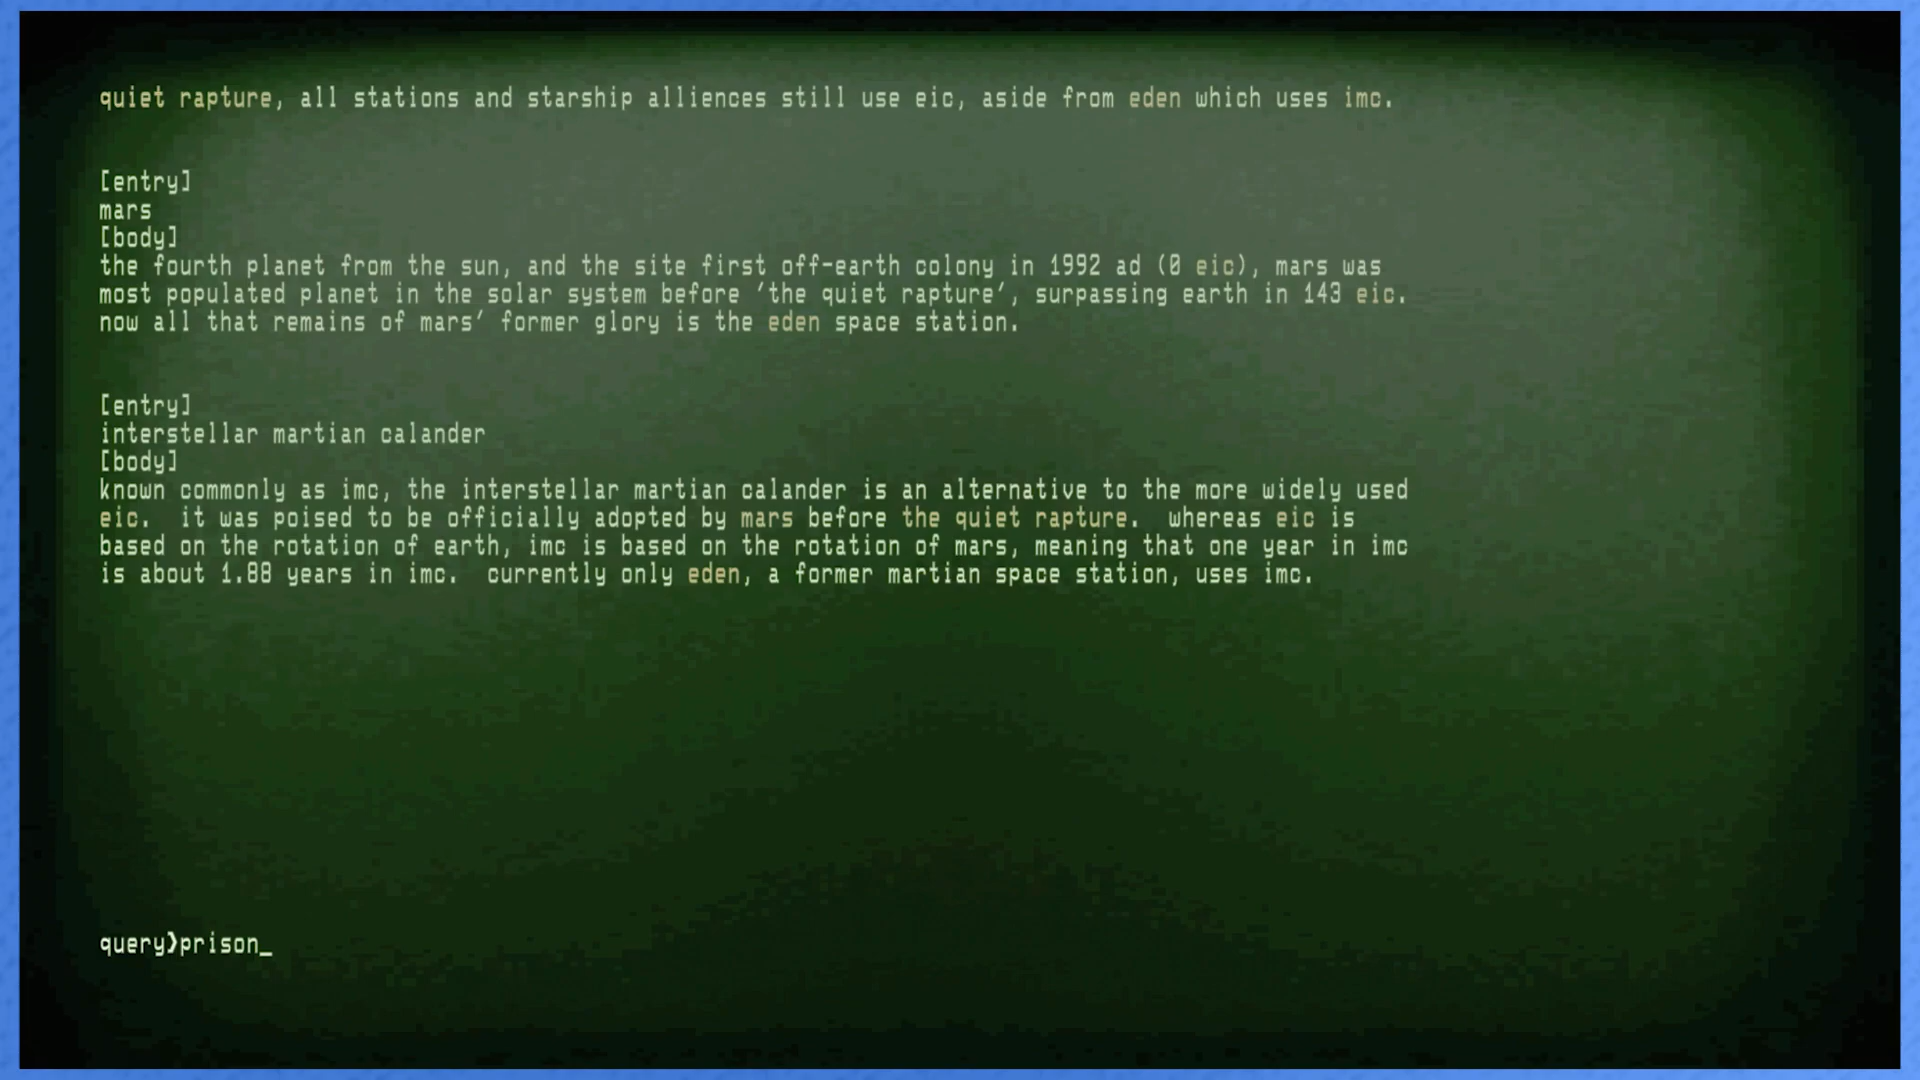 quiet rapture, all stations and starship alliences still use eic, aside from eden which uses imc.
[entry]
mars
[body]
the fourth planet from the sun, and the site first off-earth colony in 1992 ad (0 eic), mars was
most populated planet in the solar system before 'the quiet rapture', surpassing earth in 143 eic.
now all that remains of mars' former glory is the eden space station.
[entry]
interstellar martian calander
[body]
known commonly as imc, the interstellar martian calander is an alternative to the more widely used
eic.  it was poised to be officially adopted by mars before the quiet rapture.  whereas eic is
based on the rotation of earth, imc is based on the rotation of mars, meaning that one year in imc
is about 1.88 years in imc.  currently only eden, a former martian space station, uses imc.
query>prison_